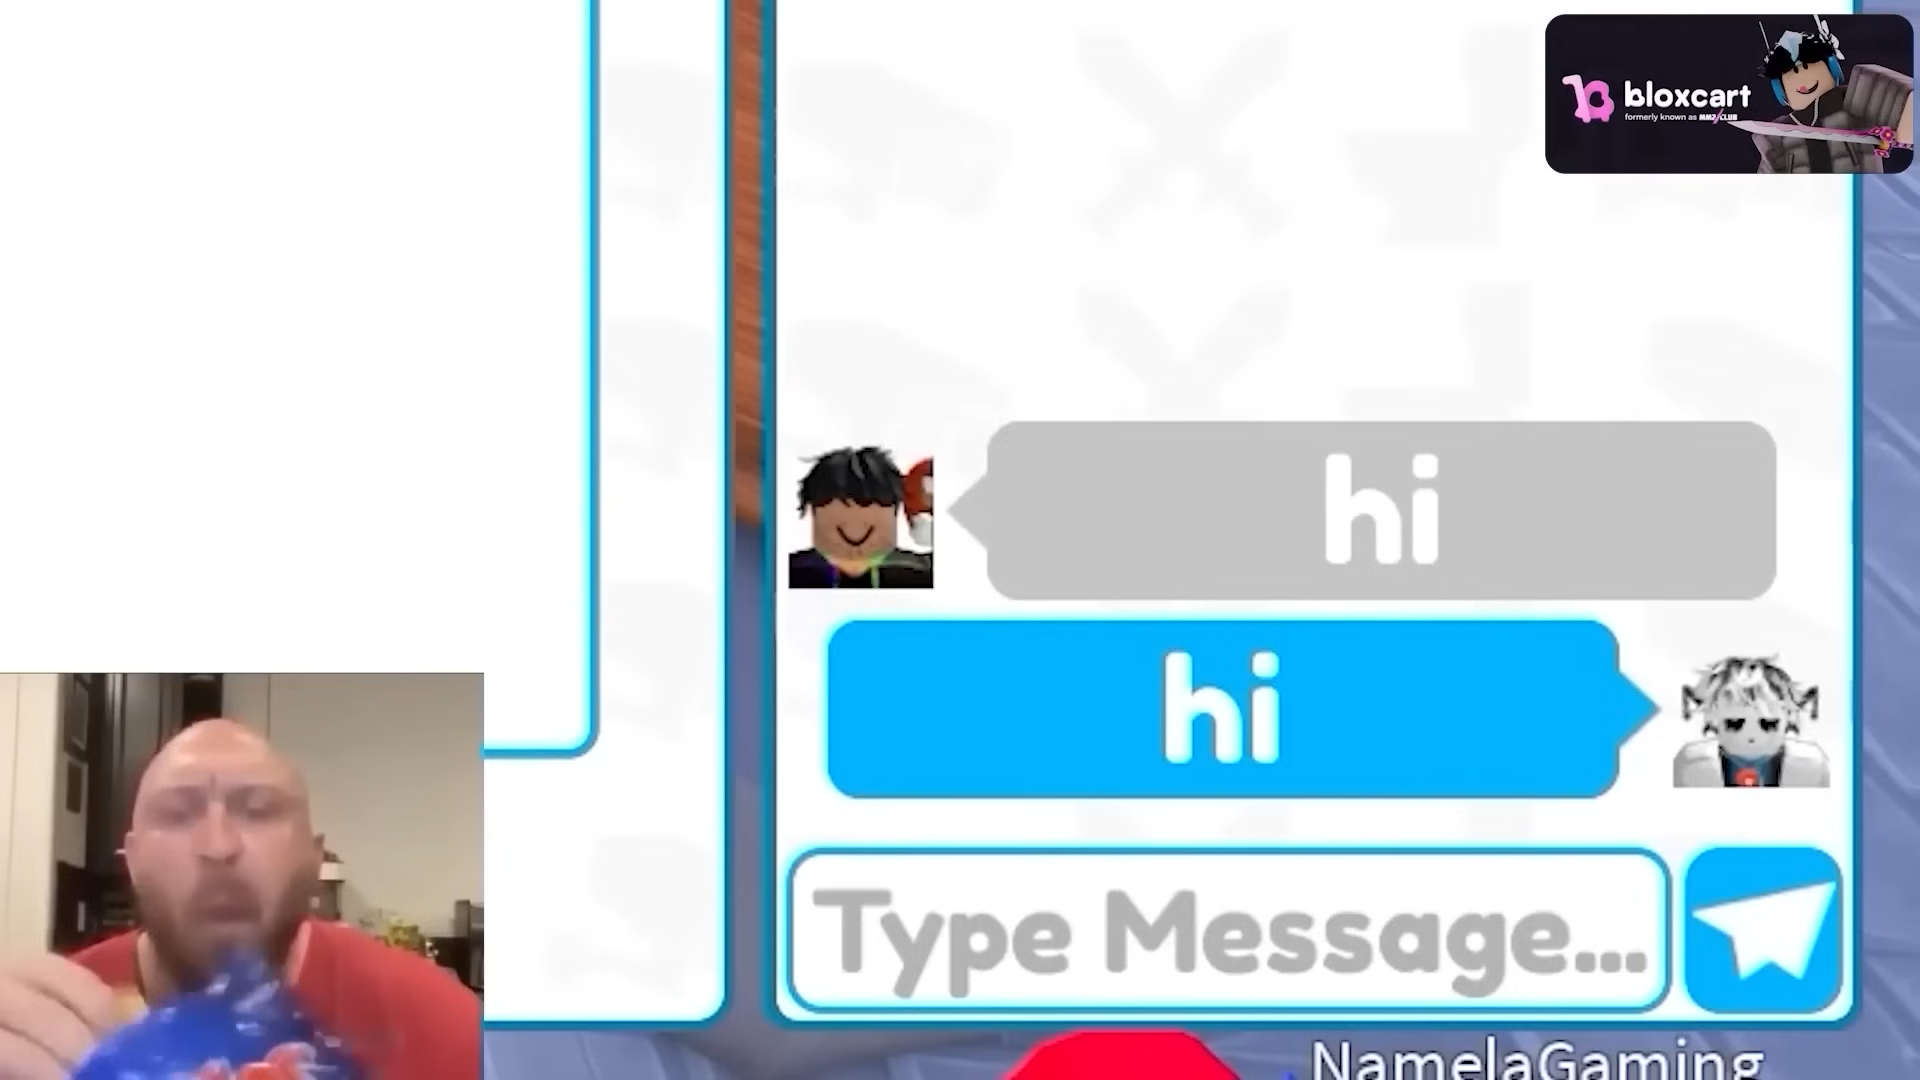 bloxcart
formerly known as MM2.CLUB
hi
hi
Type Message...
NamelaGaming